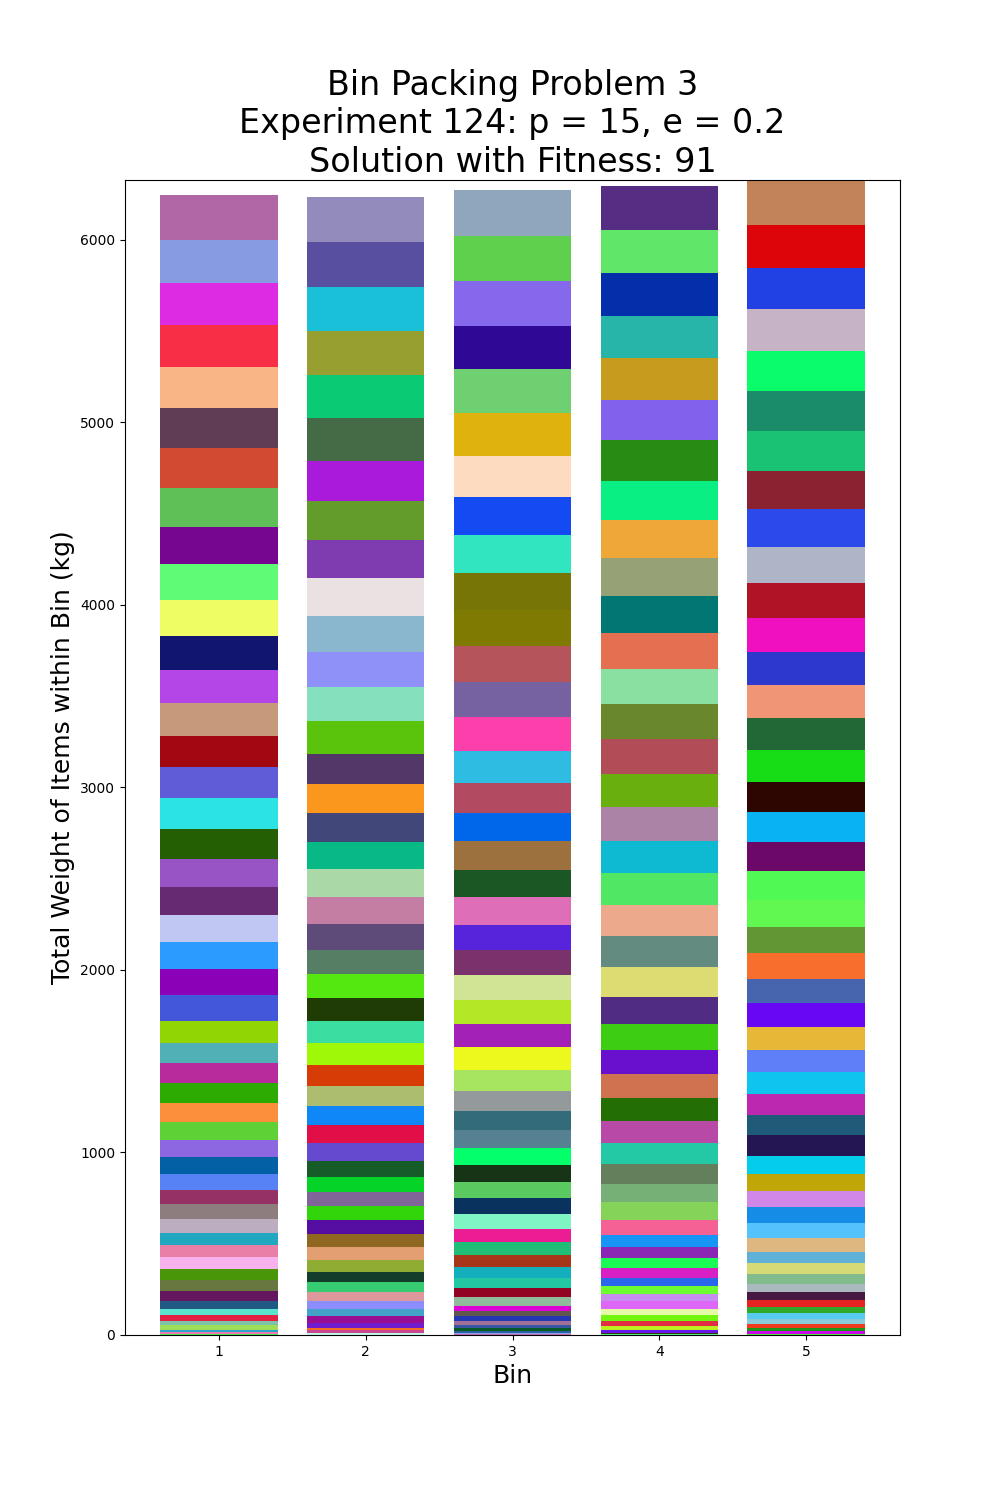 Bin Packing Problem 3
Experiment 124: p = 15, e = 0.2
Solution with Fitness: 91
Total Weight of Items within Bin (kg)
6000
5000
4000
3000
2000
1000
0
1 2 3 4 5
Bin